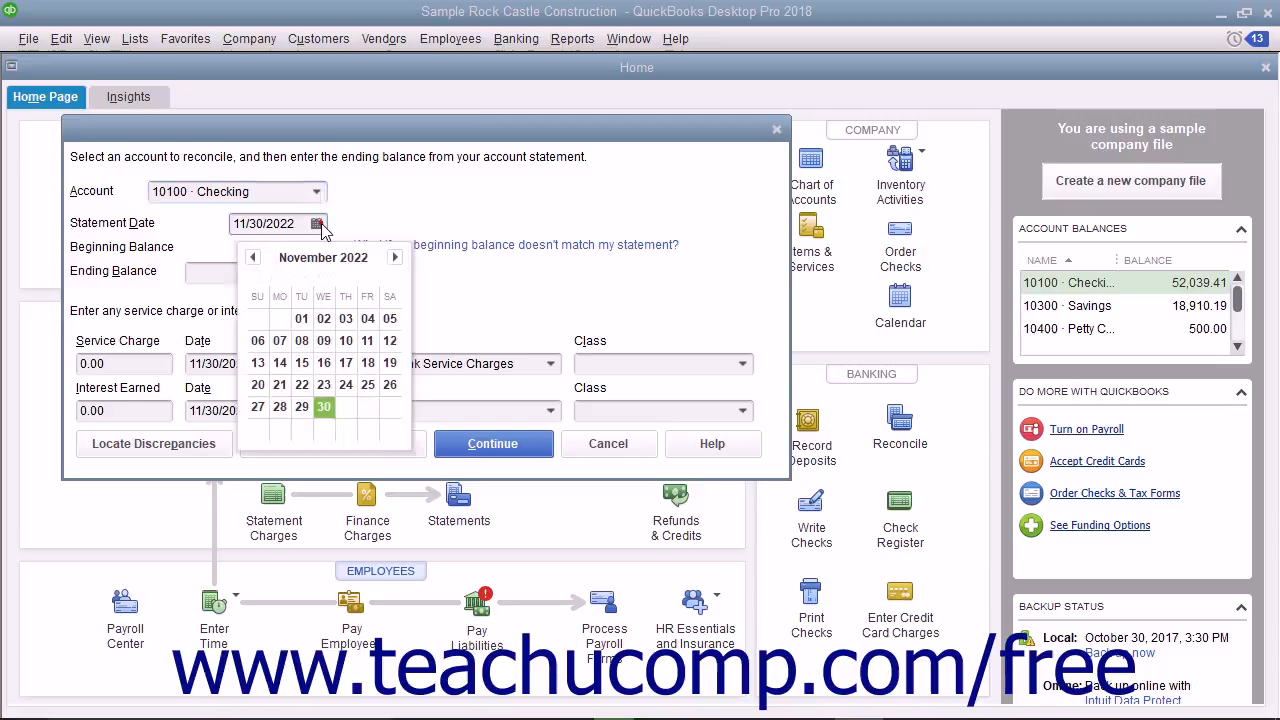 Sample Rock Castle Construction - QuickBooks Desktop Pro 2018
File Edit View Lists Favorites Company Customers Vendors Employees Banking Reports Window Help
13
Home
Home Page Insights
Select an account to reconcile, and then enter the ending balance from your account statement.
Account 10100 · Checking
Statement Date 11/30/2022
Beginning Balance
beginning balance doesn't match my statement?
Ending Balance
November 2022
SU MO TU WE TH FR SA
01 02 03 04 05
06 07 08 09 10 11 12
13 14 15 16 17 18 19
20 21 22 23 24 25 26
27 28 29 30
Enter any service charge or
Service Charge Date Class
0.00 11/30/20 Service Charges
Interest Earned Date Class
0.00 11/30/20
Locate Discrepancies Continue Cancel Help
Statement Charges
Finance Charges
Statements
Refunds & Credits
EMPLOYEES
Payroll Center
Enter Time
Pay Employees
Pay Liabilities
Process Payroll Forms
HR Essentials and Insurance
COMPANY
Chart of Accounts
Inventory Activities
Items & Services
Order Checks
Calendar
BANKING
Record Deposits
Reconcile
Write Checks
Check Register
Print Checks
Enter Credit Card Charges
You are using a sample
company file
Create a new company file
ACCOUNT BALANCES
NAME BALANCE
10100 · Checki... 52,039.41
10300 · Savings 18,910.19
10400 · Petty C... 500.00
DO MORE WITH QUICKBOOKS
Turn on Payroll
Accept Credit Cards
Order Checks & Tax Forms
See Funding Options
BACKUP STATUS
Local: October 30, 2017, 3:30 PM
Back up now
Online: Back up online with
Intuit Data Protect
www.teachucomp.com/free